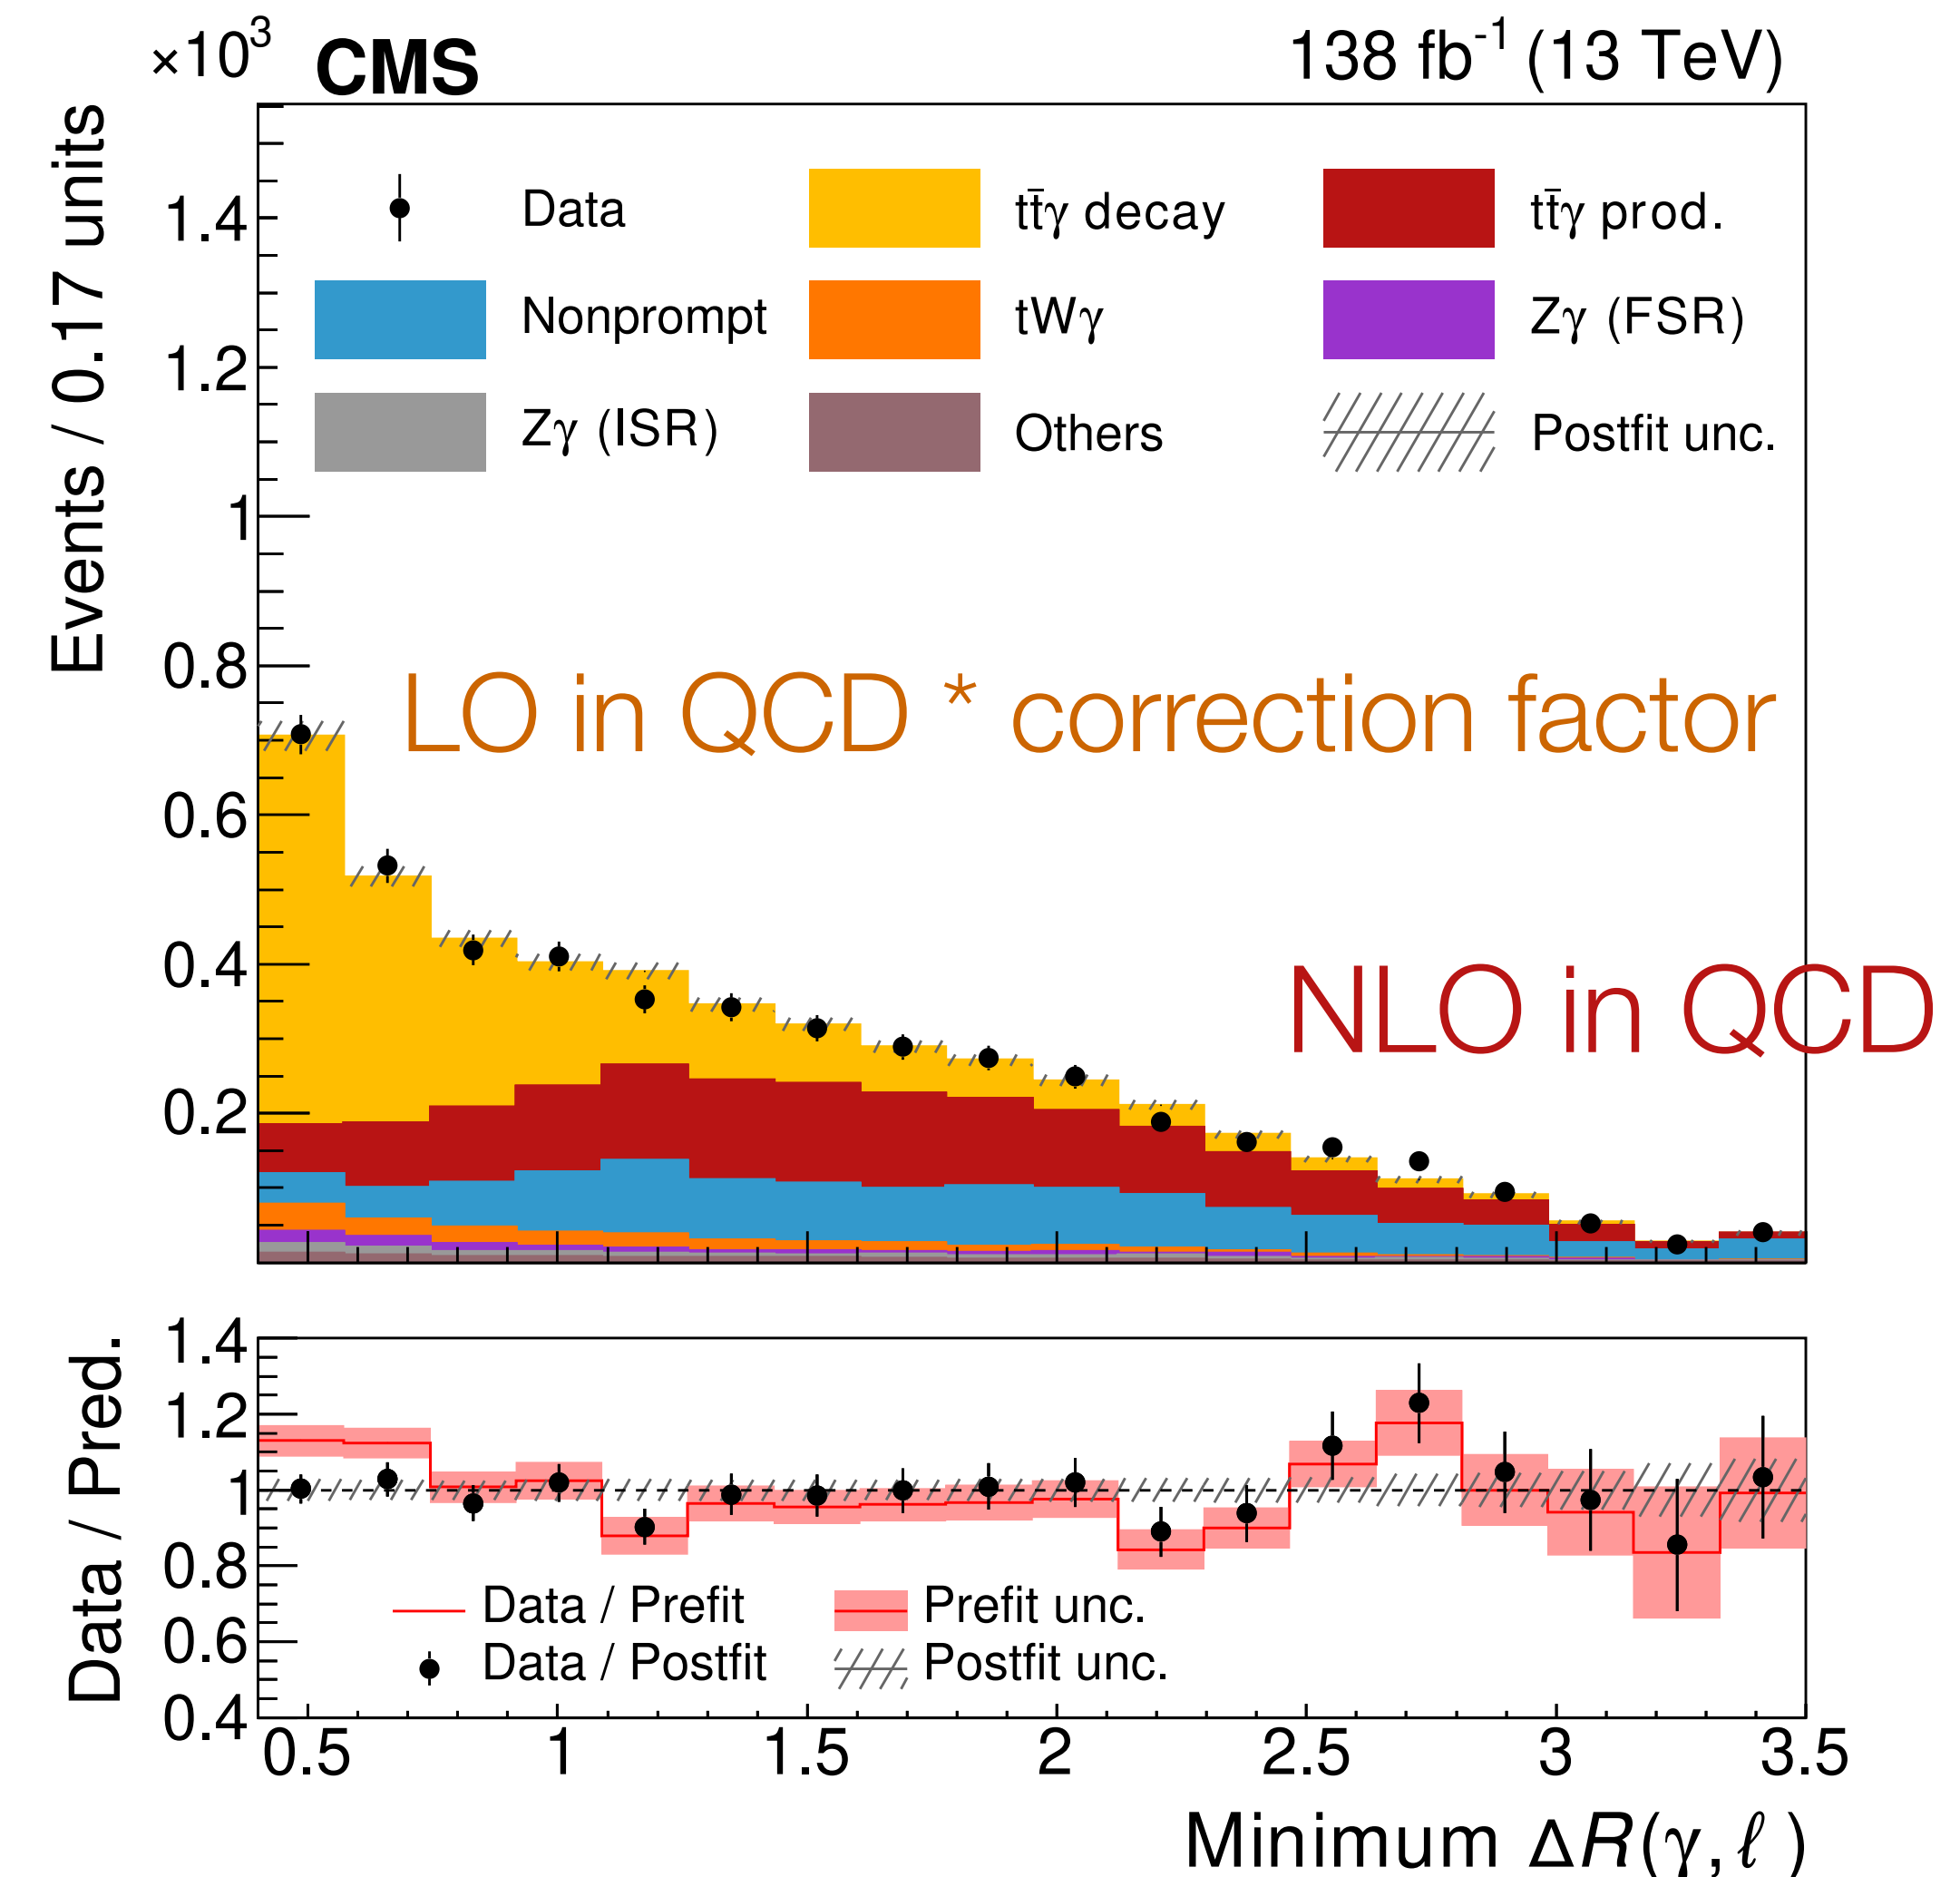 ×10³ CMS 138 fb⁻¹ (13 TeV)
Events / 0.17 units
Data tt̄γ decay tt̄γ prod.
Nonprompt tWγ Zγ (FSR)
Zγ (ISR) Others Postfit unc.
1.4
1.2
1
0.8
0.6
0.4
0.2
LO in QCD * correction factor
NLO in QCD
Data / Pred.
1.4
1.2
1
0.8
0.6
0.4
Data / Prefit Prefit unc.
Data / Postfit Postfit unc.
0.5 1 1.5 2 2.5 3 3.5
Minimum ΔR(γ,ℓ)